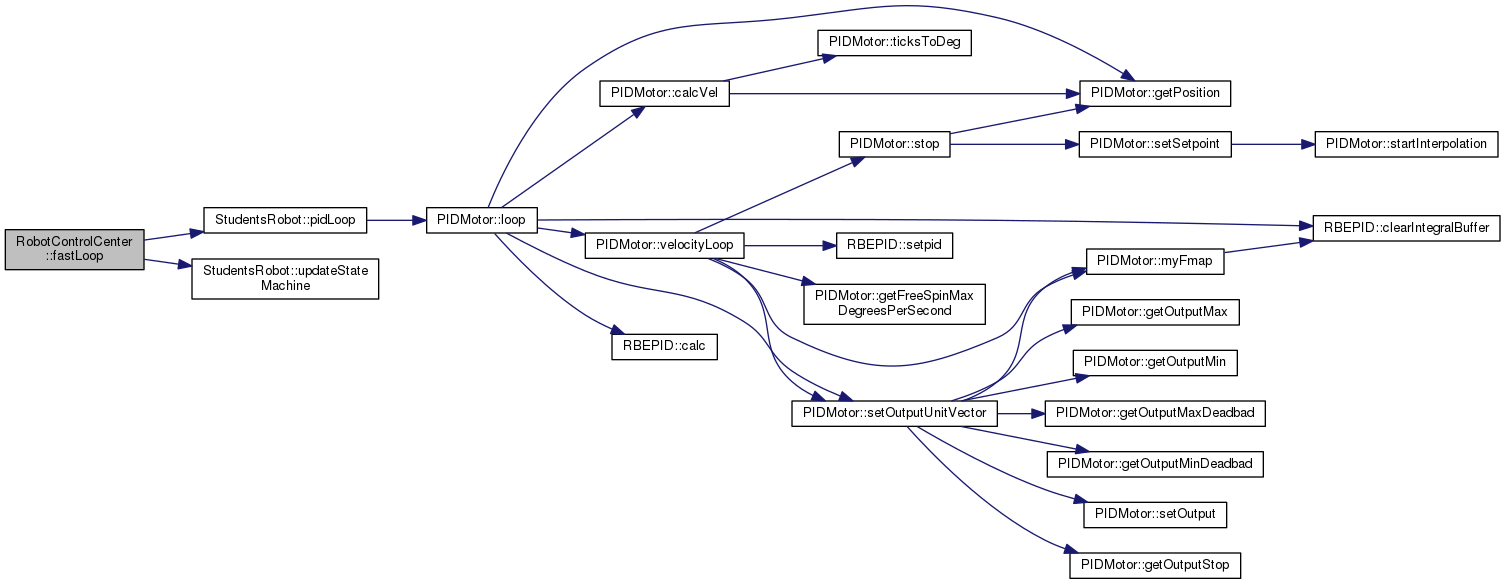 RobotControlCenter
::fastLoop
StudentsRobot::pidLoop
StudentsRobot::updateState
Machine
PIDMotor::loop
PIDMotor::calcVel
PIDMotor::ticksToDeg
PIDMotor::getPosition
PIDMotor::stop
PIDMotor::setSetpoint
PIDMotor::startInterpolation
RBEPID::clearIntegralBuffer
PIDMotor::velocityLoop
RBEPID::setpid
PIDMotor::getFreeSpinMax
DegreesPerSecond
PIDMotor::myFmap
RBEPID::calc
PIDMotor::setOutputUnitVector
PIDMotor::getOutputMax
PIDMotor::getOutputMin
PIDMotor::getOutputMaxDeadbad
PIDMotor::getOutputMinDeadbad
PIDMotor::setOutput
PIDMotor::getOutputStop